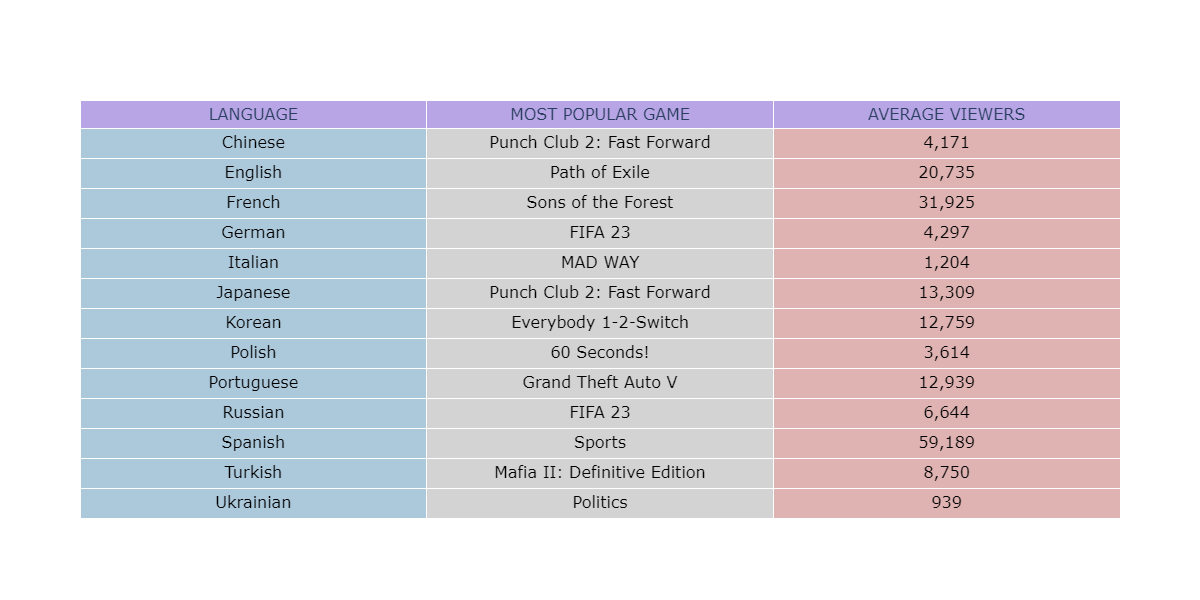 LANGUAGE MOST POPULAR GAME AVERAGE VIEWERS
Chinese Punch Club 2: Fast Forward 4,171
English Path of Exile 20,735
French Sons of the Forest 31,925
German FIFA 23 4,297
Italian MAD WAY 1,204
Japanese Punch Club 2: Fast Forward 13,309
Korean Everybody 1-2-Switch 12,759
Polish 60 Seconds! 3,614
Portuguese Grand Theft Auto V 12,939
Russian FIFA 23 6,644
Spanish Sports 59,189
Turkish Mafia II: Definitive Edition 8,750
Ukrainian Politics 939